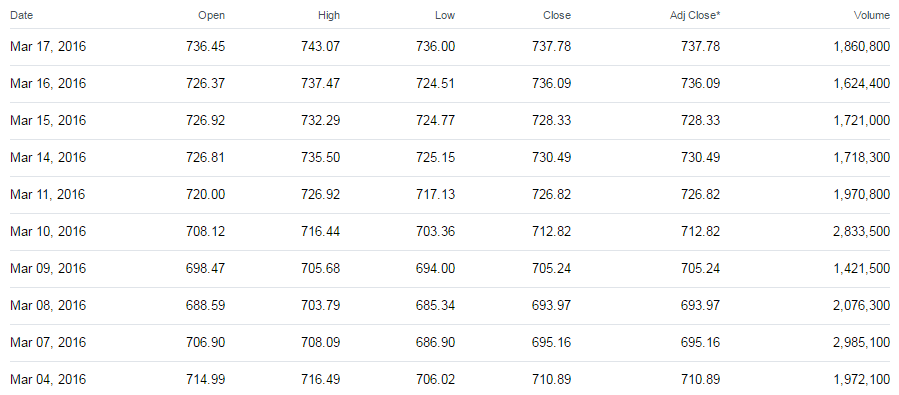 Date Open High Low Close Adj Close* Volume
Mar 17, 2016 736.45 743.07 736.00 737.78 737.78 1,860,800
Mar 16, 2016 726.37 737.47 724.51 736.09 736.09 1,624,400
Mar 15, 2016 726.92 732.29 724.77 728.33 728.33 1,721,000
Mar 14, 2016 726.81 735.50 725.15 730.49 730.49 1,718,300
Mar 11, 2016 720.00 726.92 717.13 726.82 726.82 1,970,800
Mar 10, 2016 708.12 716.44 703.36 712.82 712.82 2,833,500
Mar 09, 2016 698.47 705.68 694.00 705.24 705.24 1,421,500
Mar 08, 2016 688.59 703.79 685.34 693.97 693.97 2,076,300
Mar 07, 2016 706.90 708.09 686.90 695.16 695.16 2,985,100
Mar 04, 2016 714.99 716.49 706.02 710.89 710.89 1,972,100